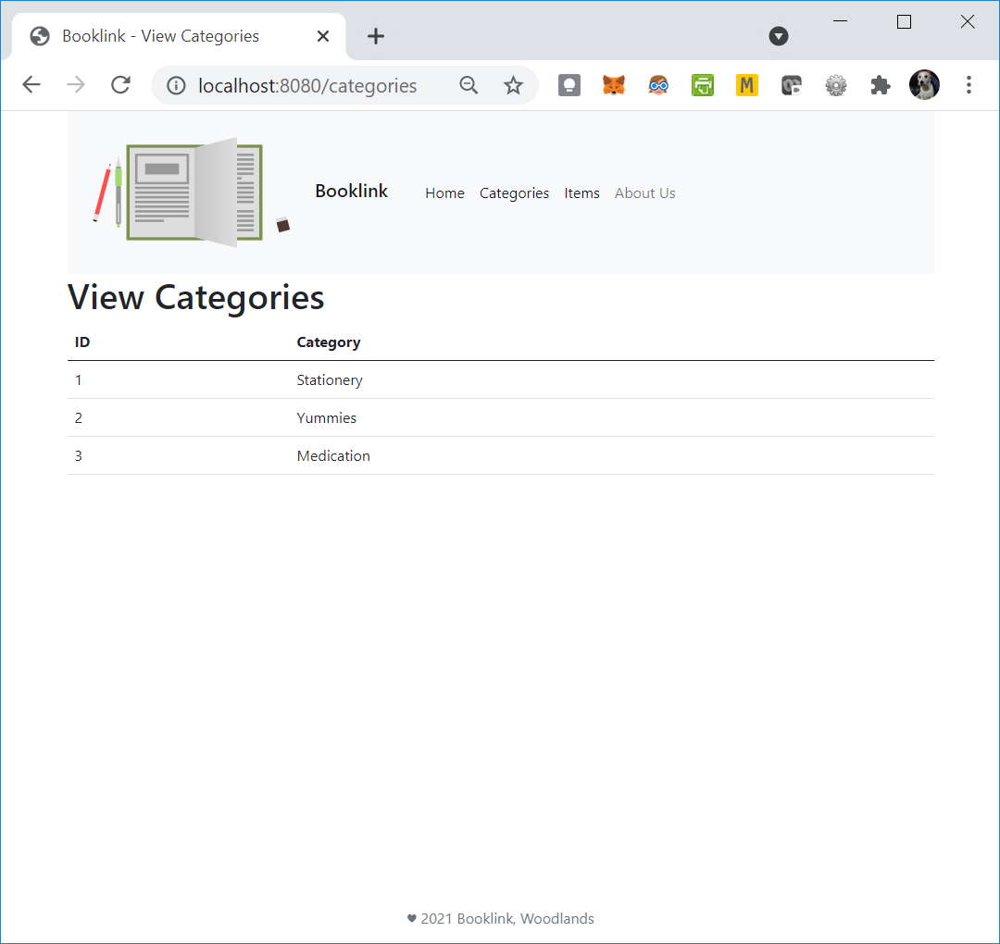 Booklink - View Categories
localhost:8080/categories
M
Booklink Home Categories Items About Us
View Categories
ID Category
1 Stationery
2 Yummies
3 Medication
♥ 2021 Booklink, Woodlands